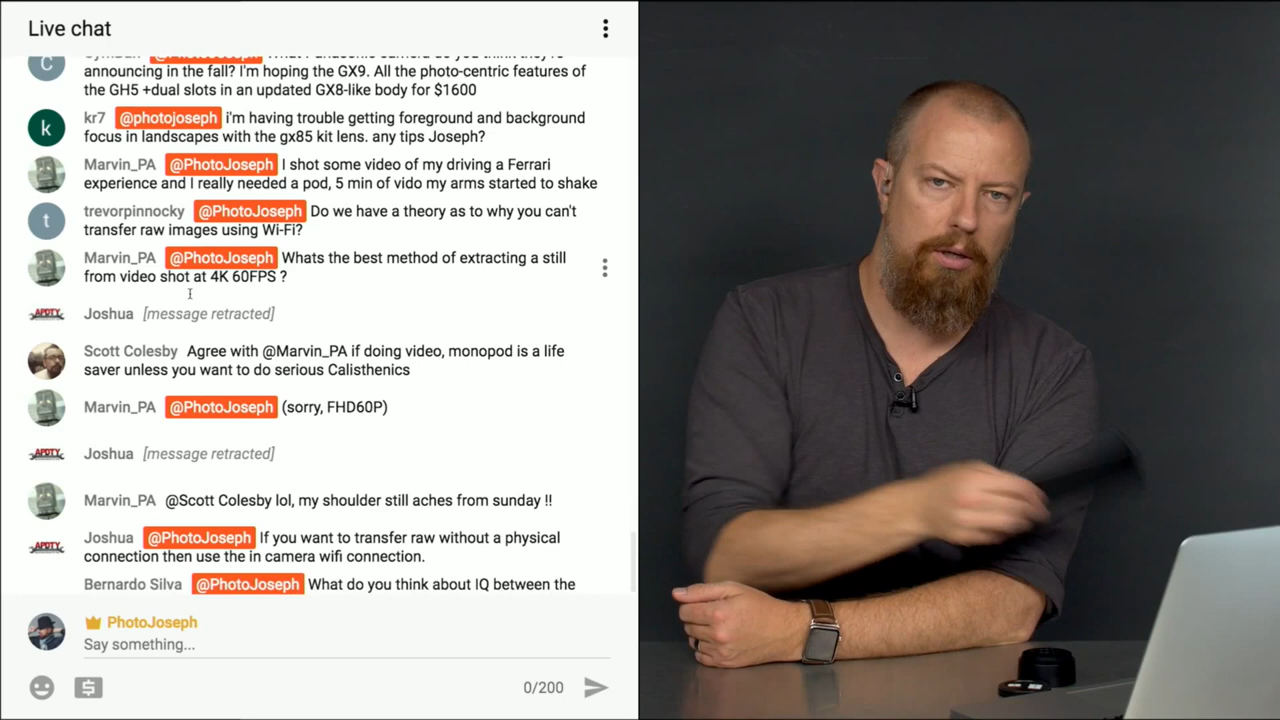 Live chat
C
announcing in the fall? I'm hoping the GX9. All the photo-centric features of
the GH5 +dual slots in an updated GX8-like body for $1600
k
kr7 @photojoseph i'm having trouble getting foreground and background
focus in landscapes with the gx85 kit lens. any tips Joseph?
Marvin_PA @PhotoJoseph I shot some video of my driving a Ferrari
experience and I really needed a pod, 5 min of vido my arms started to shake
t
trevorpinnocky @PhotoJoseph Do we have a theory as to why you can't
transfer raw images using Wi-Fi?
Marvin_PA @PhotoJoseph Whats the best method of extracting a still
from video shot at 4K 60FPS ?
APDTY
Joshua [message retracted]
Scott Colesby Agree with @Marvin_PA if doing video, monopod is a life
saver unless you want to do serious Calisthenics
Marvin_PA @PhotoJoseph (sorry, FHD60P)
APDTY
Joshua [message retracted]
Marvin_PA @Scott Colesby lol, my shoulder still aches from sunday !!
APDTY
Joshua @PhotoJoseph If you want to transfer raw without a physical
connection then use the in camera wifi connection.
Bernardo Silva @PhotoJoseph What do you think about IQ between the
PhotoJoseph
Say something...
$
0/200